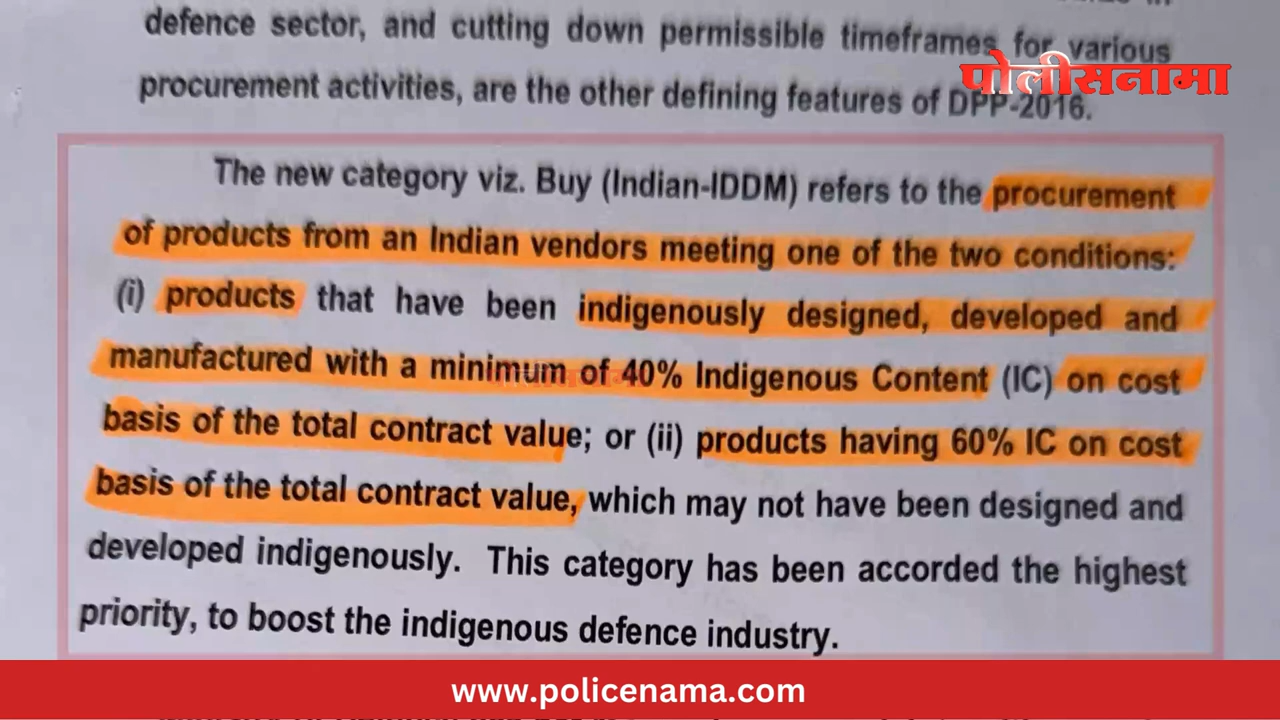 defence sector, and cutting down permissible timeframes for various
पोलीसनामा
procurement activities, are the other defining features of DPP-2016.
The new category viz. Buy (Indian-IDDM) refers to the procurement
of products from an Indian vendors meeting one of the two conditions:
(i) products that have been indigenously designed, developed and
manufactured with a minimum of 40% Indigenous Content (IC) on cost
basis of the total contract value; or (ii) products having 60% IC on cost
basis of the total contract value, which may not have been designed and
developed indigenously. This category has been accorded the highest
priority, to boost the indigenous defence industry.
www.policenama.com